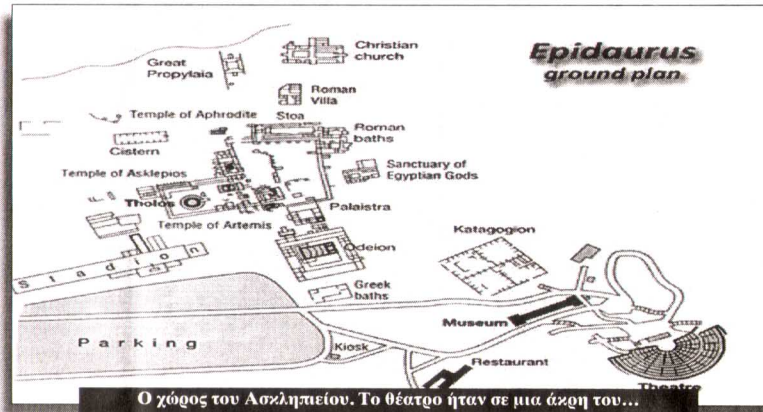 Epidaurus
ground plan
Christian
church
Great
Propylaia
Roman
Villa
Temple of Aphrodite
Stoa
Roman
baths
Cistern
Sanctuary of
Egyptian Gods
Temple of Asklepios
Tholos
Palaistra
Temple of Artemis
Katagogion
Odeion
Stadion
Greek
baths
Museum
Parking
Kiosk
Restaurant
Theatre
Ο χώρος του Ασκληπιείου. Το θέατρο ήταν σε μια άκρη του...